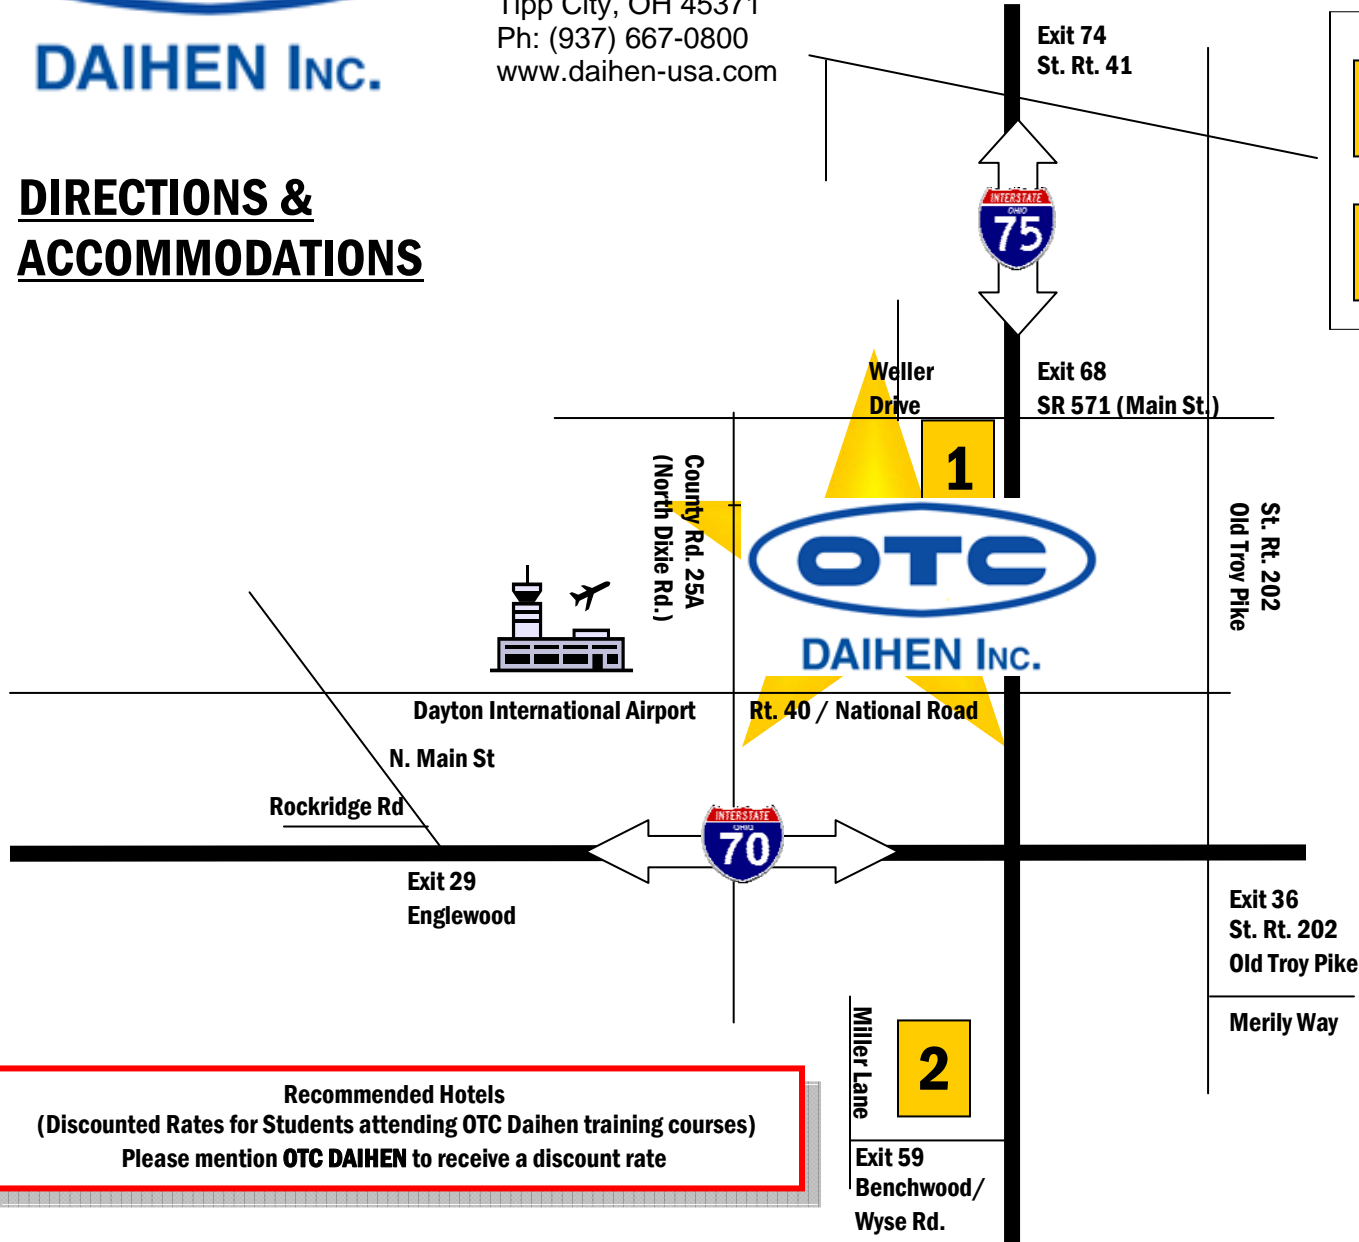 Tipp City, OH 45371
Ph: (937) 667-0800
www.daihen-usa.com
DAIHEN INC.
DIRECTIONS &
ACCOMMODATIONS
Exit 74
St. Rt. 41
INTERSTATE
OHIO
75
Weller
Drive
Exit 68
SR 571 (Main St.)
1
County Rd. 25A
(North Dixie Rd.)
OTC
DAIHEN INC.
St. Rt. 202
Old Troy Pike
Dayton International Airport
Rt. 40 / National Road
N. Main St
Rockridge Rd
INTERSTATE
OHIO
70
Exit 29
Englewood
Exit 36
St. Rt. 202
Old Troy Pike
Merily Way
Miller Lane
2
Exit 59
Benchwood/
Wyse Rd.
Recommended Hotels
(Discounted Rates for Students attending OTC Daihen training courses)
Please mention OTC DAIHEN to receive a discount rate